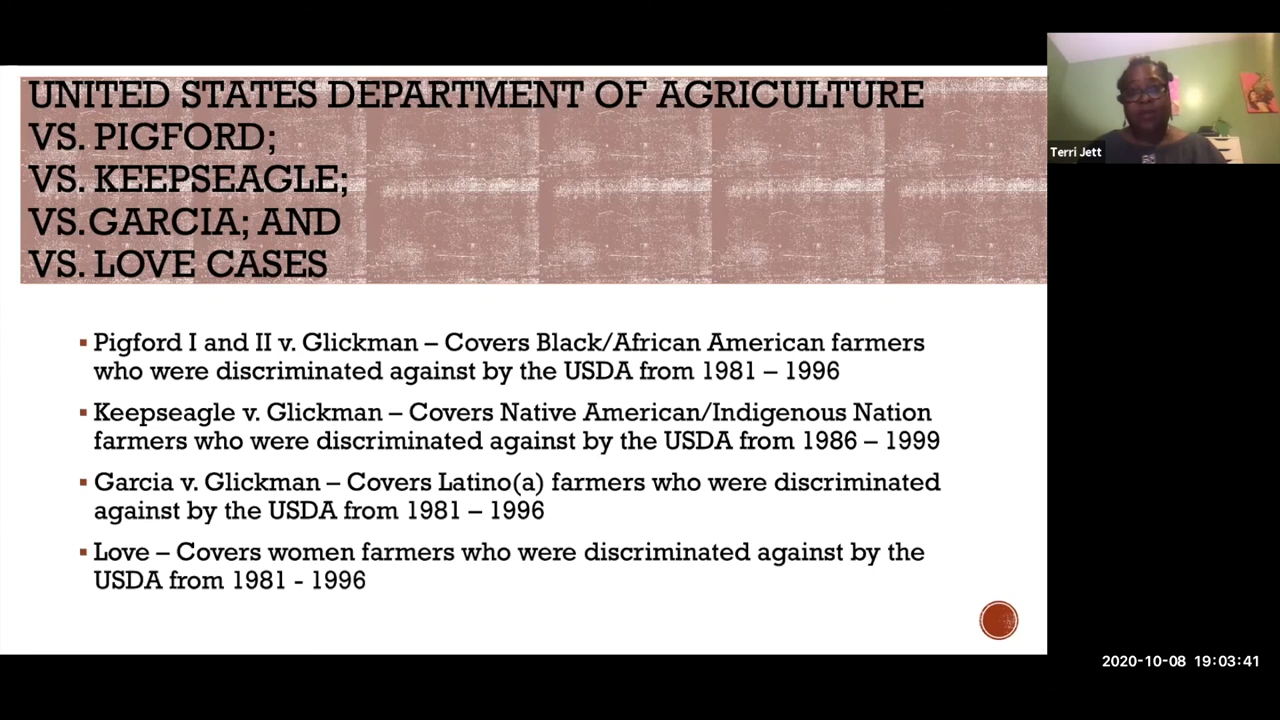 UNITED STATES DEPARTMENT OF AGRICULTURE
VS. PIGFORD;
VS. KEEPSEAGLE;
VS.GARCIA; AND
VS. LOVE CASES
Terri Jett
▪ Pigford I and II v. Glickman – Covers Black/African American farmers
who were discriminated against by the USDA from 1981 – 1996
▪ Keepseagle v. Glickman – Covers Native American/Indigenous Nation
farmers who were discriminated against by the USDA from 1986 – 1999
▪ Garcia v. Glickman – Covers Latino(a) farmers who were discriminated
against by the USDA from 1981 – 1996
▪ Love – Covers women farmers who were discriminated against by the
USDA from 1981 - 1996
2020-10-08 19:03:41